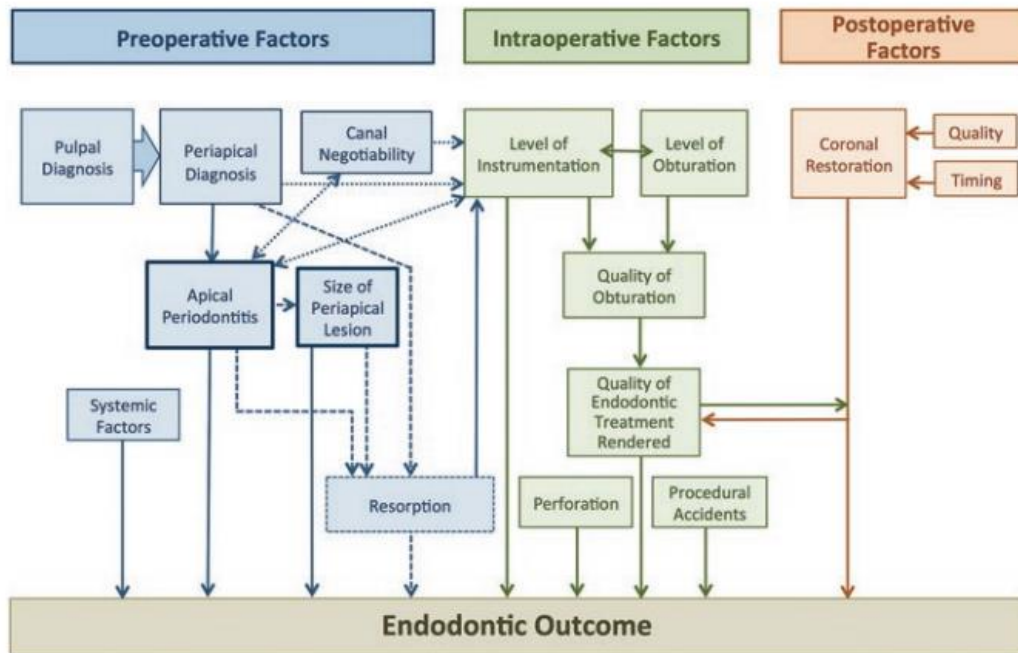 Preoperative Factors
Intraoperative Factors
Postoperative
Factors
Pulpal
Diagnosis
Periapical
Diagnosis
Canal
Negotiability
Level of
Instrumentation
Level of
Obturation
Coronal
Restoration
Quality
Timing
Apical
Periodontitis
Size of
Periapical
Lesion
Quality of
Obturation
Systemic
Factors
Quality of
Endodontic
Treatment
Rendered
Resorption
Perforation
Procedural
Accidents
Endodontic Outcome